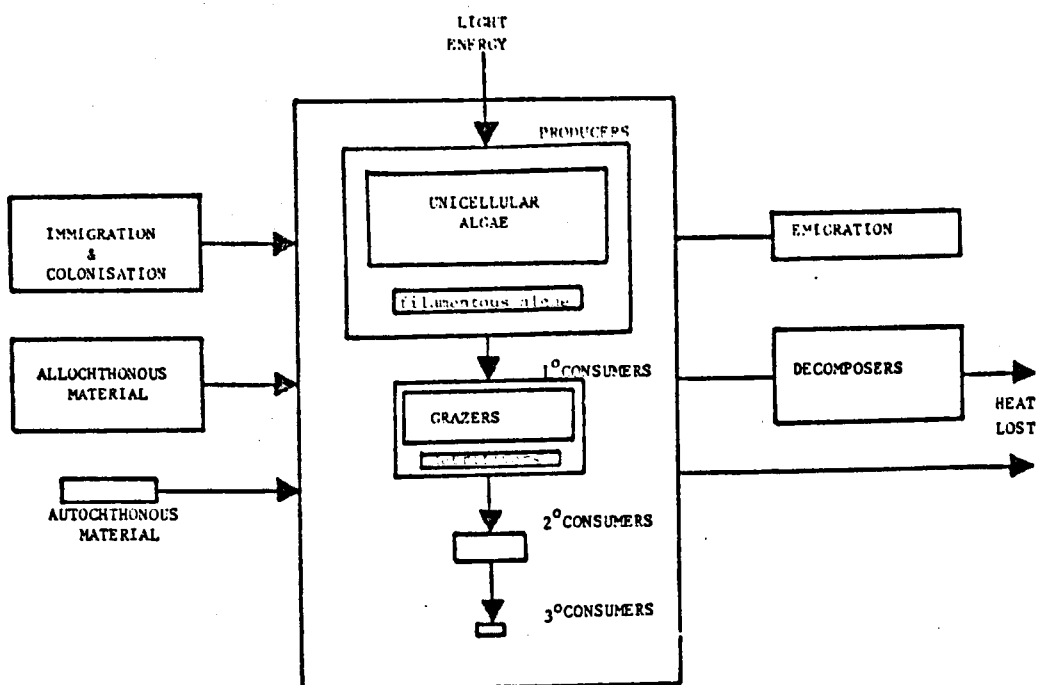 LIGHT
ENERGY
PRODUCERS
UNICELLULAR
ALGAE
filamentous algae
IMMIGRATION
&
COLONISATION
EMIGRATION
ALLOCHTHONOUS
MATERIAL
1° CONSUMERS
GRAZERS
DECOMPOSERS
HEAT
LOST
AUTOCHTHONOUS
MATERIAL
2° CONSUMERS
3° CONSUMERS